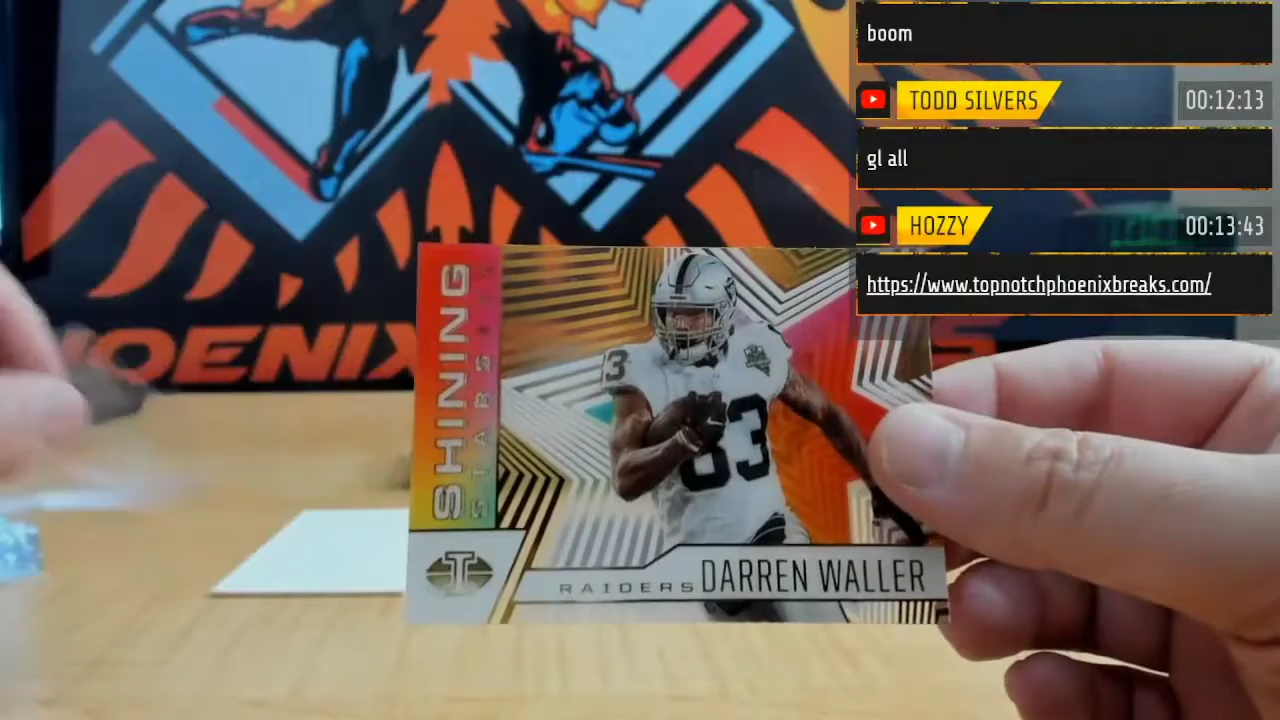 boom
TODD SILVERS
00:12:13
gl all
HOZZY
00:13:43
https://www.topnotchphoenixbreaks.com/
SHINING
STARS
83
RAIDERS DARREN WALLER